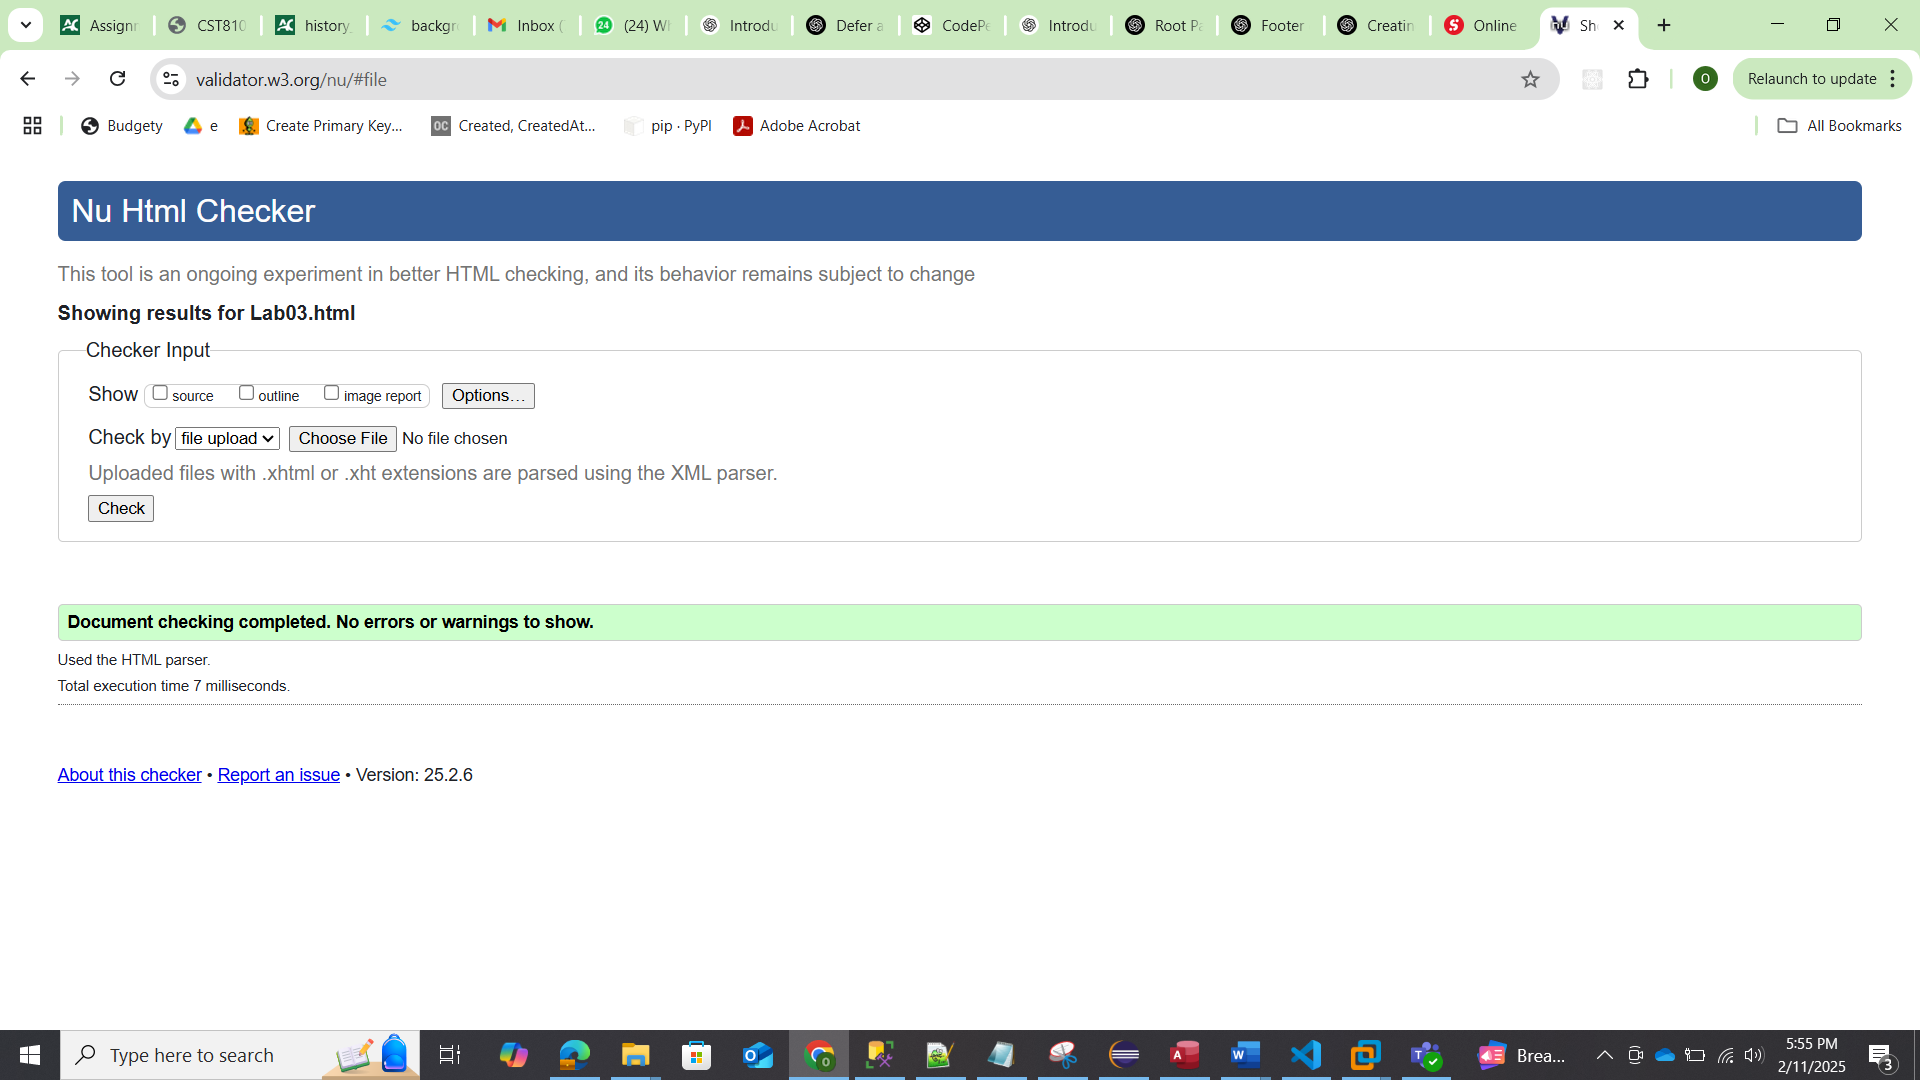 Assignm
CST810
history_
backgr
Inbox (
(24) Wh
Introdu
Defer a
CodePe
Introdu
Root Pa
Footer
Creatin
Online
Sho
validator.w3.org/nu/#file
O
Relaunch to update
Budgety
e
Create Primary Key...
OC
Created, CreatedAt...
pip · PyPI
Adobe Acrobat
All Bookmarks
Nu Html Checker
This tool is an ongoing experiment in better HTML checking, and its behavior remains subject to change
Showing results for Lab03.html
Checker Input
Show source outline image report Options...
Check by file upload Choose File No file chosen
Uploaded files with .xhtml or .xht extensions are parsed using the XML parser.
Check
Document checking completed. No errors or warnings to show.
Used the HTML parser.
Total execution time 7 milliseconds.
About this checker • Report an issue • Version: 25.2.6
Type here to search
Brea...
5:55 PM
2/11/2025
3